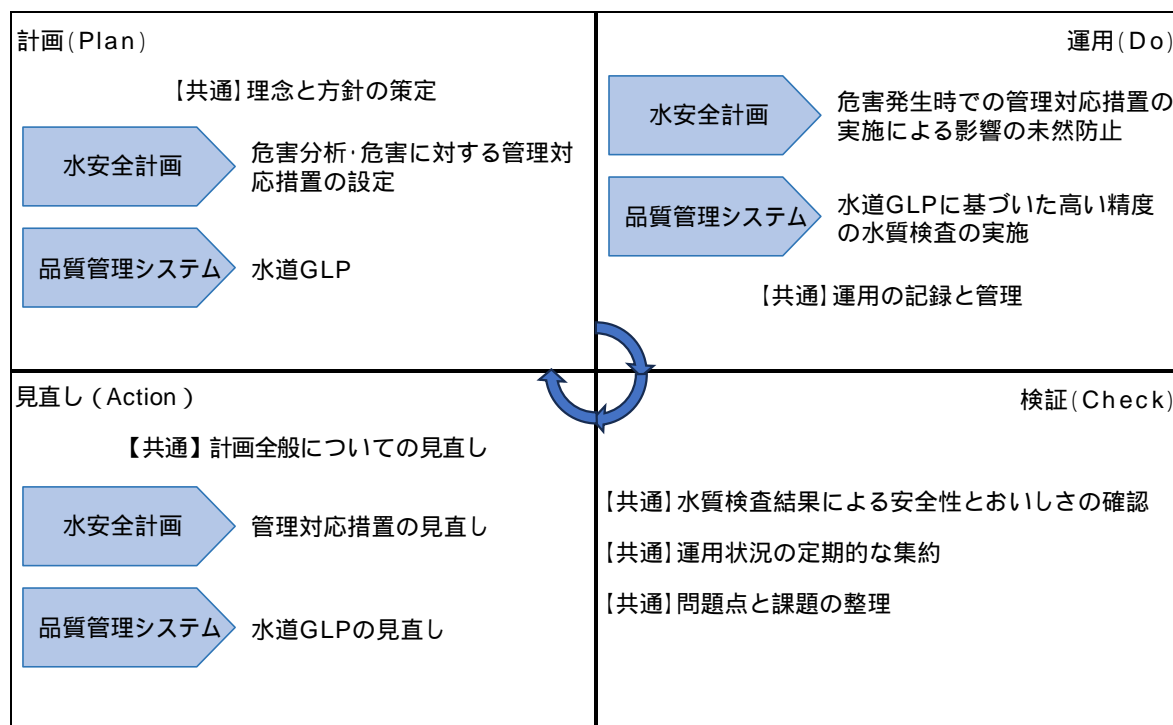 計画(Plan)
【共通】理念と方針の策定
水安全計画
危害分析･危害に対する管理対
応措置の設定
品質管理システム
水道GLP
運用(Do)
水安全計画
危害発生時での管理対応措置の
実施による影響の未然防止
品質管理システム
水道GLPに基づいた高い精度
の水質検査の実施
【共通】運用の記録と管理
見直し（Action）
【共通】計画全般についての見直し
水安全計画
管理対応措置の見直し
品質管理システム
水道GLPの見直し
検証(Check)
【共通】水質検査結果による安全性とおいしさの確認
【共通】運用状況の定期的な集約
【共通】問題点と課題の整理